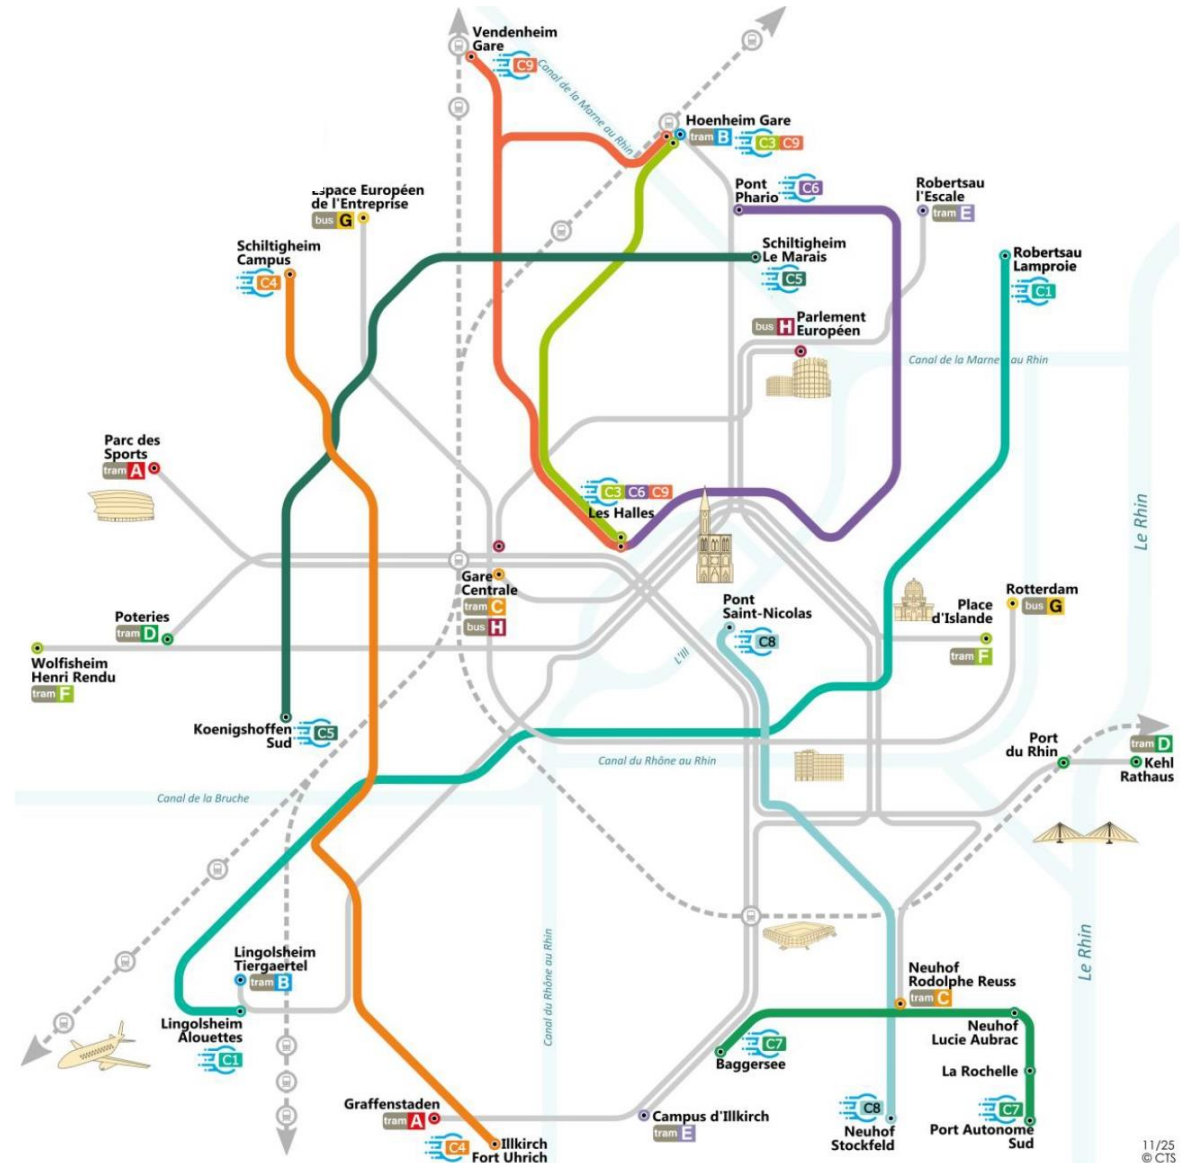 Vendenheim
Gare
C9
Canal de la Marne au Rhin
Hoenheim Gare
tram B
C3 C9
Espace Européen
de l'Entreprise
bus G
Pont
Phario
C6
Robertsau
l'Escale
tram E
Schiltigheim
Campus
C4
Schiltigheim
Le Marais
C5
Robertsau
Lamproie
C1
bus H
Parlement
Européen
Canal de la Marne au Rhin
Parc des
Sports
tram A
C3 C6 C9
Les Halles
Le Rhin
Gare
Centrale
tram C
bus H
Pont
Saint-Nicolas
C8
Place
d'Islande
tram F
Rotterdam
bus G
Poteries
tram D
Wolfisheim
Henri Rendu
tram F
L'Ill
Koenigshoffen
Sud
C5
Port
du Rhin
tram D
Kehl
Rathaus
Canal du Rhône au Rhin
Canal de la Bruche
Lingolsheim
Tiergaertel
tram B
Canal du Rhône au Rhin
Le Rhin
Neuhof
Rodolphe Reuss
tram C
Lingolsheim
Alouettes
C1
Neuhof
Lucie Aubrac
C7
Baggersee
La Rochelle
Graffenstaden
tram A
Campus d'Illkirch
tram E
C8
Neuhof
Stockfeld
C7
Port Autonome
Sud
C4
Illkirch
Fort Uhrich
11/25
© CTS